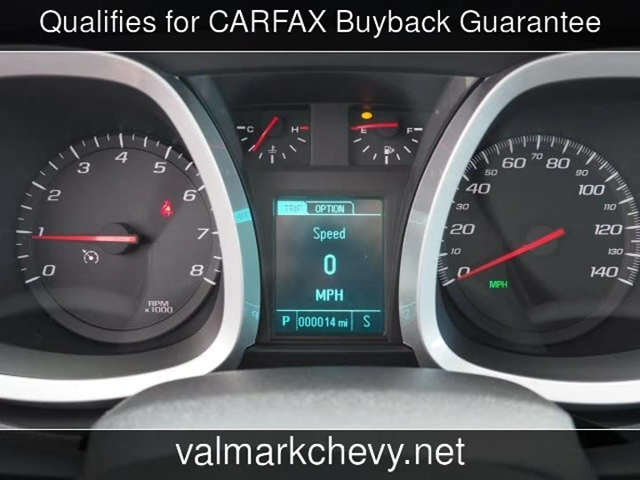 Qualifies for CARFAX Buyback Guarantee
C H
E F
0 1 2 3 4 5 6 7 8
RPM
x1000
TRIP OPTION
Speed
0
MPH
P 000014 mi S
0 10 20 30 40 50 60 70 80 90 100 110 120 130 140
MPH
valmarkchevy.net